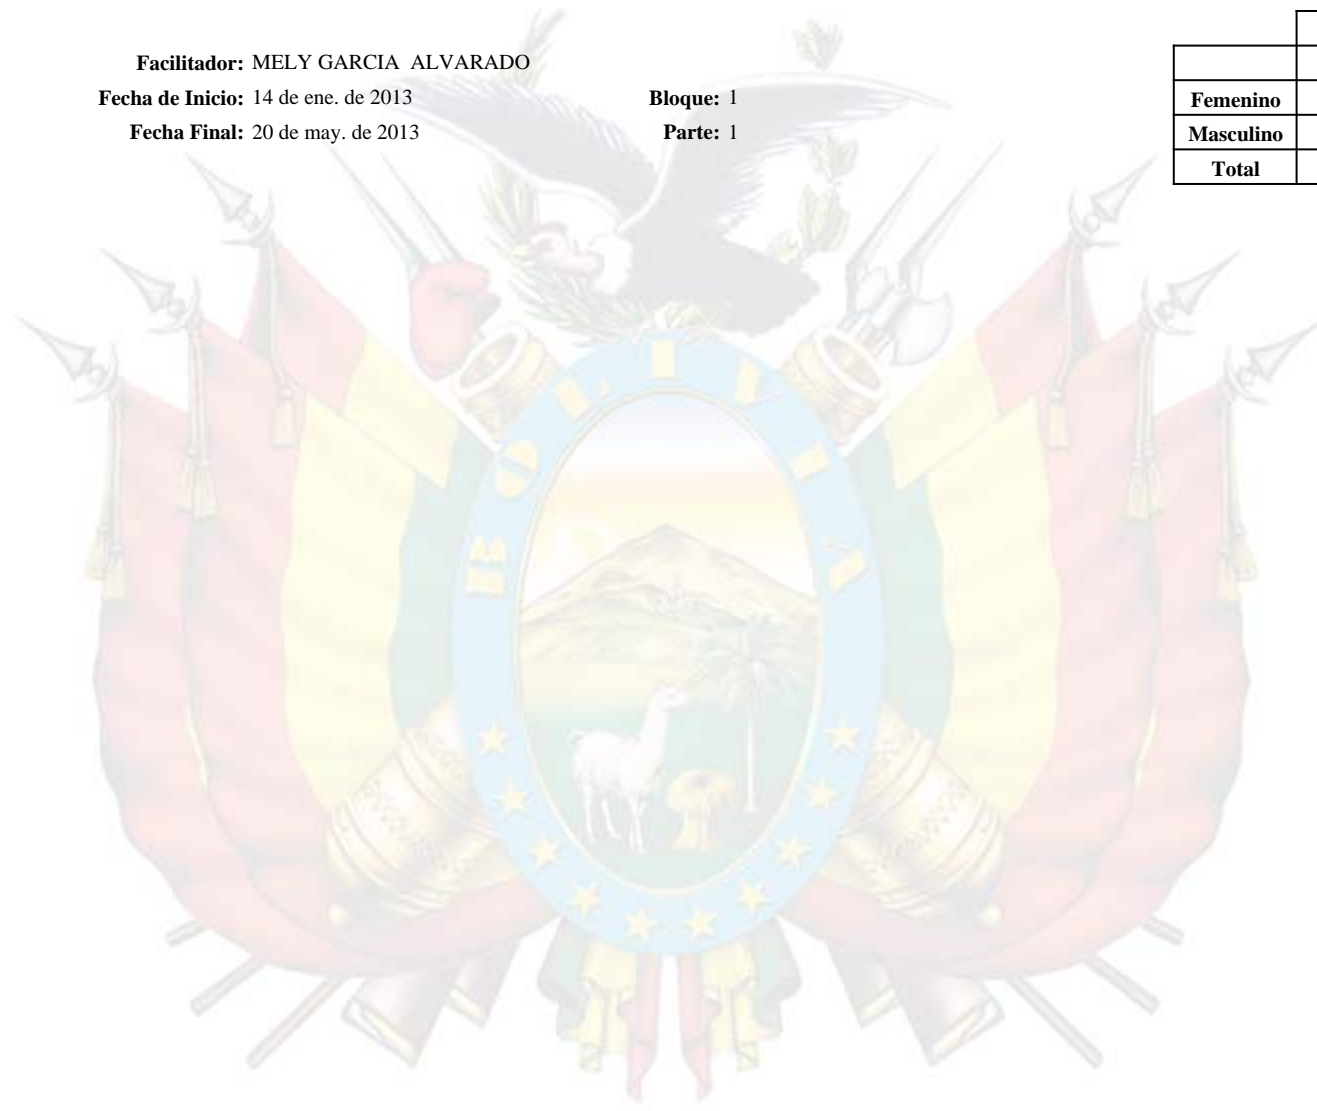 Facilitador: MELY GARCIA ALVARADO
Fecha de Inicio: 14 de ene. de 2013 Bloque: 1
Fecha Final: 20 de may. de 2013 Parte: 1
Femenino
Masculino
Total
BOLIVIA